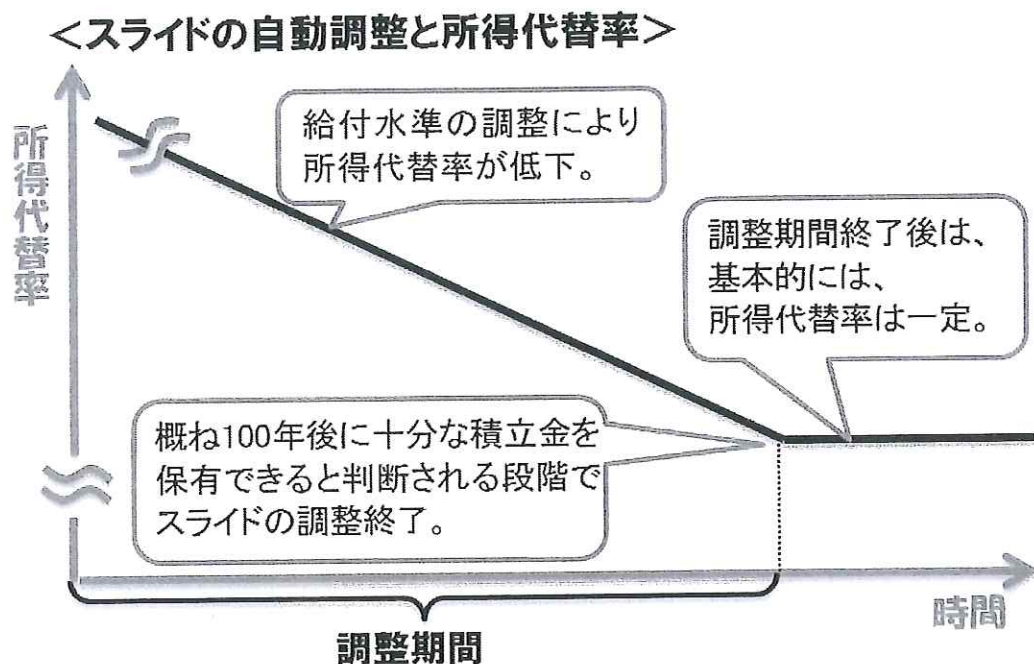 ＜スライドの自動調整と所得代替率＞
所得代替率
給付水準の調整により
所得代替率が低下。
調整期間終了後は、
基本的には、
所得代替率は一定。
概ね100年後に十分な積立金を
保有できると判断される段階で
スライドの調整終了。
時間
調整期間